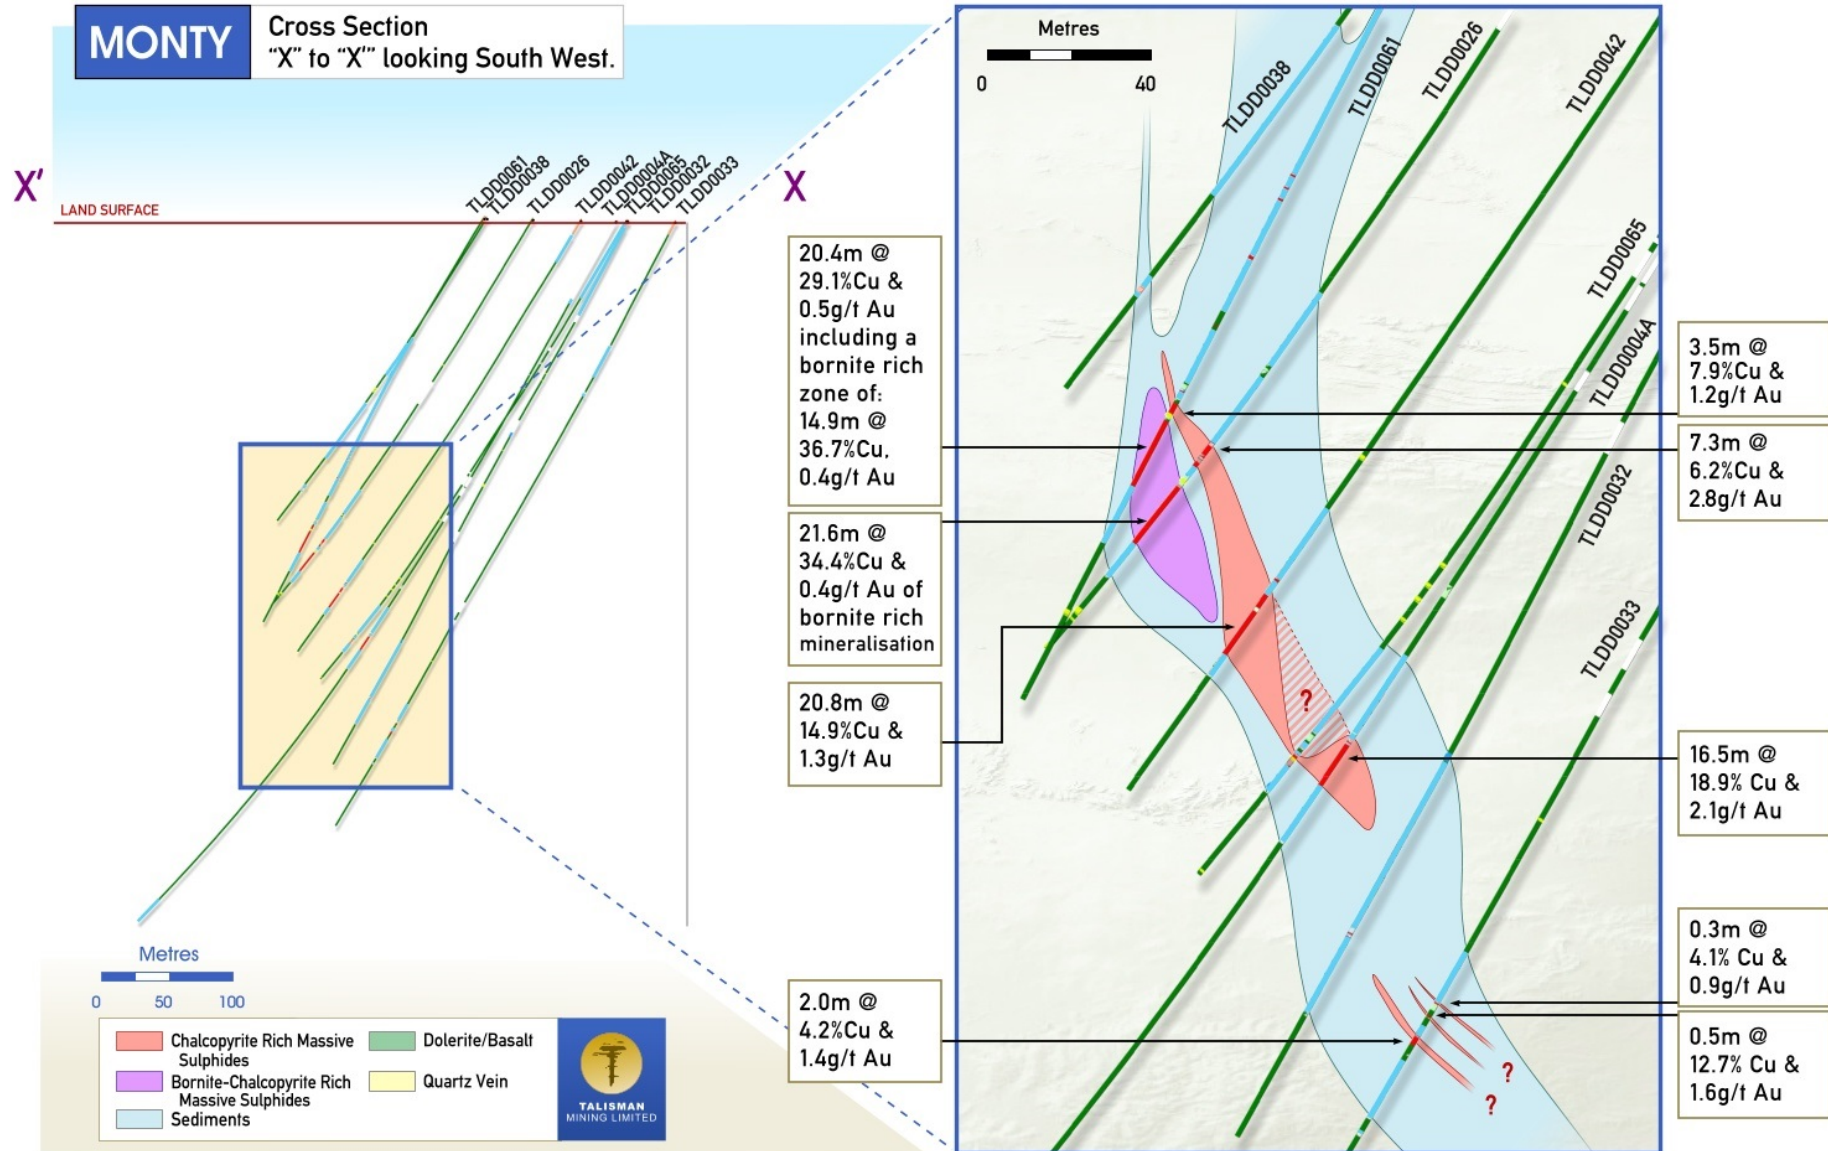 MONTY
Cross Section
“X” to “X'” looking South West.
X'
X
LAND SURFACE
TLDD0061
TLDD0038
TLDD0026
TLDD0042
TLDD0004A
TLDD0065
TLDD0032
TLDD0033
Metres
0 40
TLDD0038
TLDD0061
TLDD0026
TLDD0042
TLDD0065
TLDD0004A
TLDD0032
TLDD0033
20.4m @
29.1%Cu &
0.5g/t Au
including a
bornite rich
zone of:
14.9m @
36.7%Cu,
0.4g/t Au
21.6m @
34.4%Cu &
0.4g/t Au of
bornite rich
mineralisation
20.8m @
14.9%Cu &
1.3g/t Au
2.0m @
4.2%Cu &
1.4g/t Au
3.5m @
7.9%Cu &
1.2g/t Au
7.3m @
6.2%Cu &
2.8g/t Au
16.5m @
18.9% Cu &
2.1g/t Au
0.3m @
4.1% Cu &
0.9g/t Au
0.5m @
12.7% Cu &
1.6g/t Au
?
?
?
Metres
0 50 100
Chalcopyrite Rich Massive
Sulphides
Bornite-Chalcopyrite Rich
Massive Sulphides
Sediments
Dolerite/Basalt
Quartz Vein
TALISMAN
MINING LIMITED